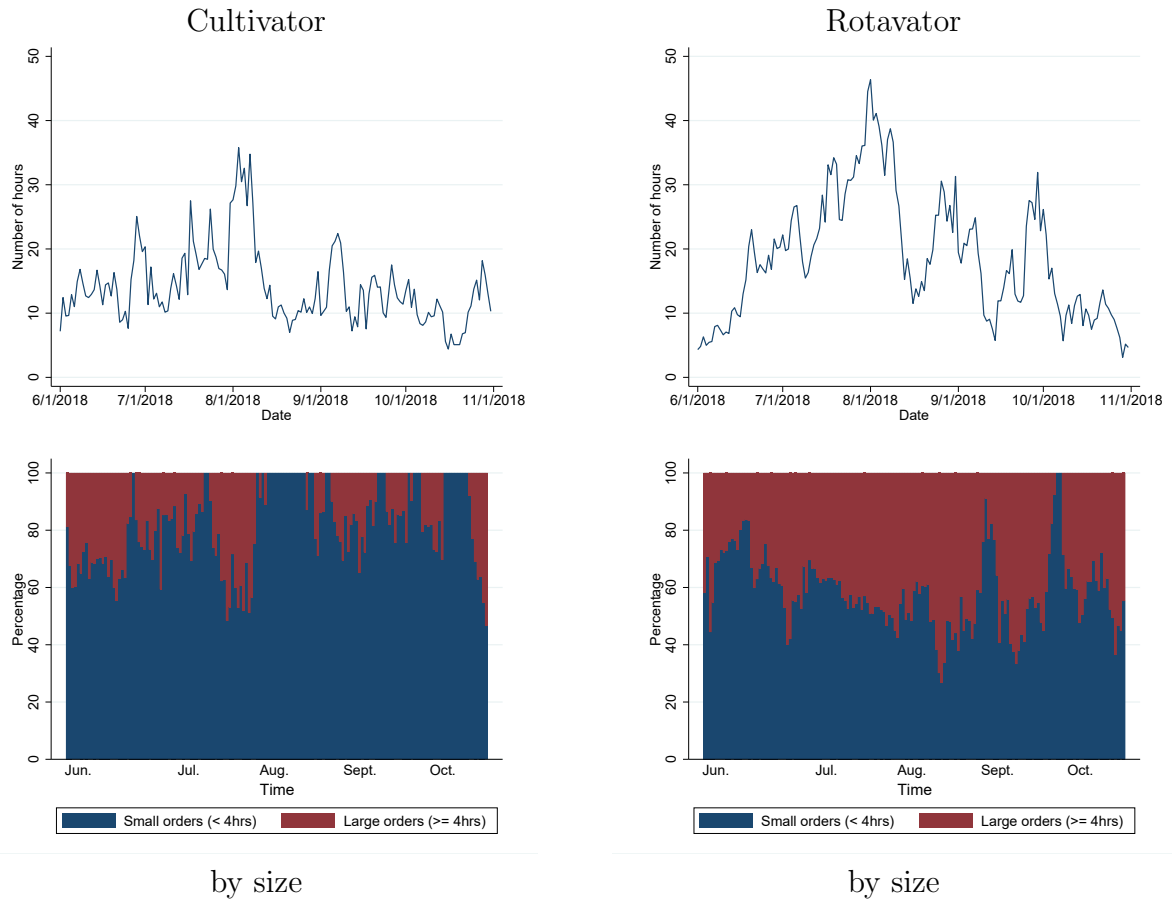 Cultivator
Rotavator
50
40
30
20
10
0
Number of hours
6/1/2018 7/1/2018 8/1/2018 9/1/2018 10/1/2018 11/1/2018
Date
50
40
30
20
10
0
Number of hours
6/1/2018 7/1/2018 8/1/2018 9/1/2018 10/1/2018 11/1/2018
Date
100
80
60
40
20
0
Percentage
Jun. Jul. Aug. Sept. Oct.
Time
Small orders (< 4hrs) Large orders (>= 4hrs)
100
80
60
40
20
0
Percentage
Jun. Jul. Aug. Sept. Oct.
Time
Small orders (< 4hrs) Large orders (>= 4hrs)
by size
by size